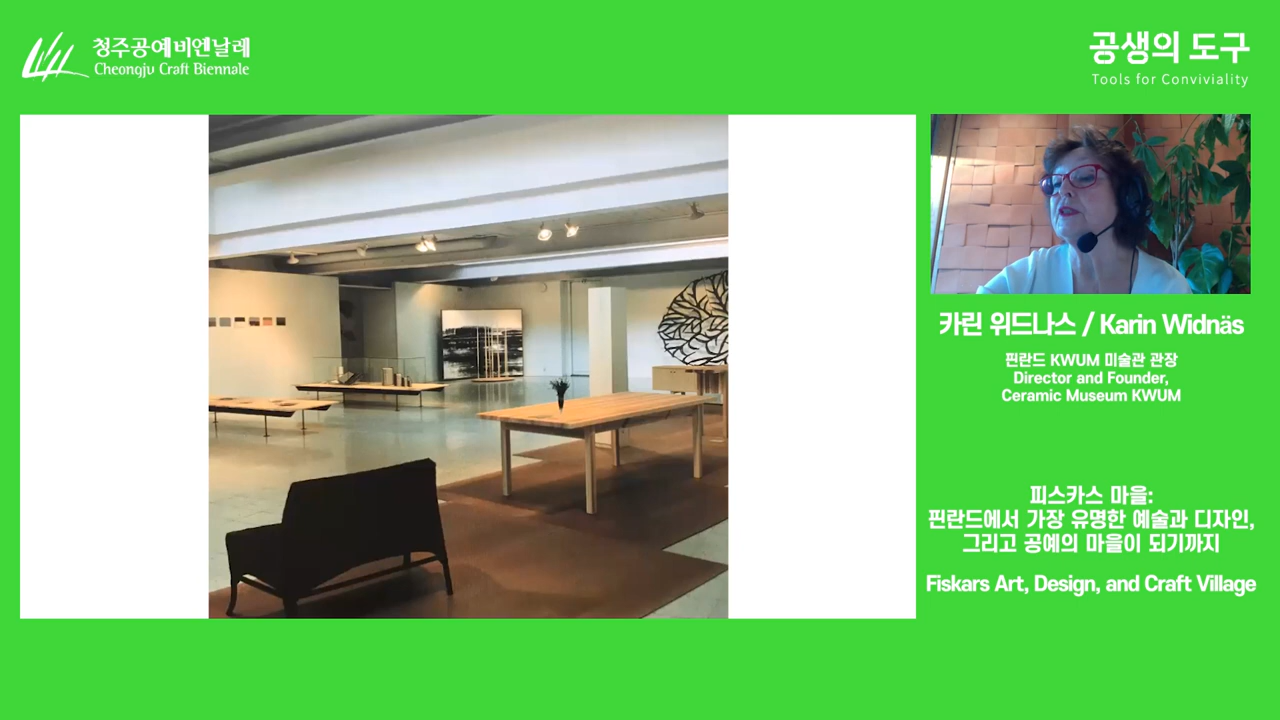 청주공예비엔날레
Cheongju Craft Biennale
공생의 도구
Tools for Conviviality
카린 위드나스 / Karin Widnäs
핀란드 KWUM 미술관 관장
Director and Founder,
Ceramic Museum KWUM
피스카스 마을:
핀란드에서 가장 유명한 예술과 디자인,
그리고 공예의 마을이 되기까지
Fiskars Art, Design, and Craft Village